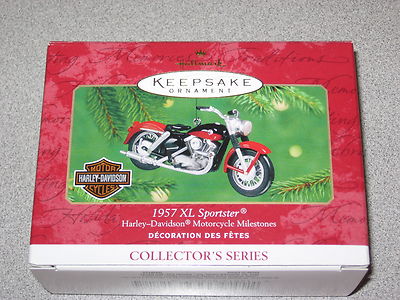 Hallmark
KEEPSAKE
ORNAMENT
MOTOR
HARLEY-DAVIDSON
CYCLES
1957 XL Sportster®
Harley-Davidson® Motorcycle Milestones
DÉCORATION DES FÊTES
COLLECTOR'S SERIES